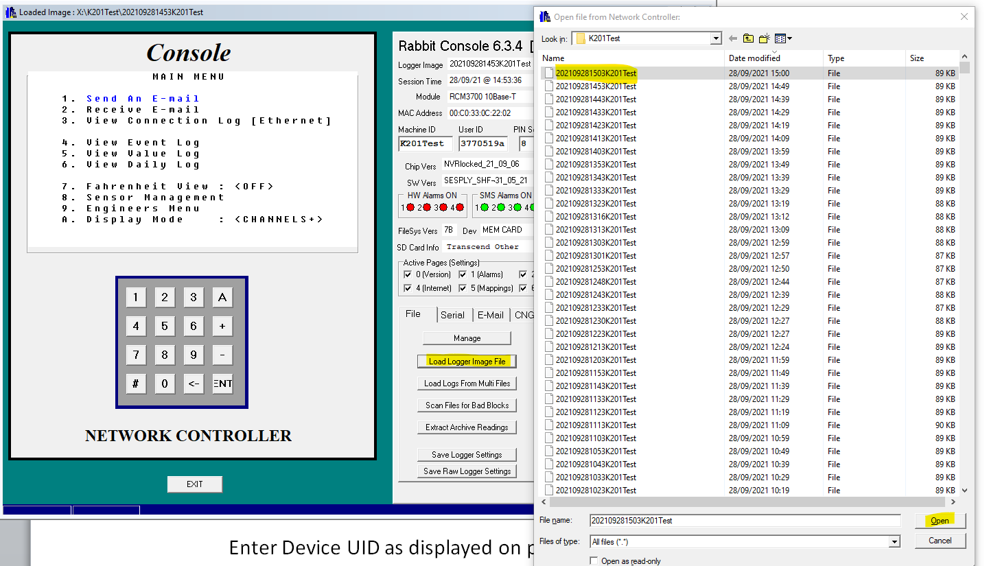 Loaded Image : X:\K201Test\202109281453K201Test
Console
MAIN MENU
1. Send An E-mail
2. Receive E-mail
3. View Connection Log [Ethernet]
4. View Event Log
5. View Value Log
6. View Daily Log
7. Fahrenheit View : <OFF>
8. Sensor Management
9. Engineers Menu
A. Display Mode : <CHANNELS+>
1 2 3 A
4 5 6 +
7 8 9 -
# 0 <- ENT
NETWORK CONTROLLER
EXIT
Rabbit Console 6.3.4 [
Logger Image 202109281453K201Test
Session Time 28/09/21 @ 14:53:36
Module RCM3700 10Base-T
MAC Address 00:C0:33:0C:22:02
Machine ID User ID PIN
K201Test 3770519a 8
Chip Vers NVRlocked_21_09_06
SW Vers SESPLY_SHF~31_05_21
HW Alarms ON SMS Alarms ON
1 2 3 4 1 2 3 4
FileSys Vers 7B Dev MEM CARD
SD Card Info Transcend Other
Active Pages (Settings)
0 (Version) 1 (Alarms) 2
4 (Internet) 5 (Mappings) 6
File Serial E-Mail CNG
Manage
Load Logger Image File
Load Logs From Multi Files
Scan Files for Bad Blocks
Extract Archive Readings
Save Logger Settings
Save Raw Logger Settings
Enter Device UID as displayed on
Open file from Network Controller:
Look in: K201Test
Name Date modified Type Size
202109281503K201Test 28/09/2021 15:00 File 89 KB
202109281453K201Test 28/09/2021 14:49 File 89 KB
202109281443K201Test 28/09/2021 14:39 File 89 KB
202109281433K201Test 28/09/2021 14:29 File 89 KB
202109281423K201Test 28/09/2021 14:19 File 89 KB
202109281413K201Test 28/09/2021 14:09 File 89 KB
202109281403K201Test 28/09/2021 13:59 File 89 KB
202109281353K201Test 28/09/2021 13:49 File 89 KB
202109281343K201Test 28/09/2021 13:39 File 89 KB
202109281333K201Test 28/09/2021 13:29 File 89 KB
202109281323K201Test 28/09/2021 13:19 File 88 KB
202109281316K201Test 28/09/2021 13:12 File 88 KB
202109281313K201Test 28/09/2021 13:09 File 88 KB
202109281303K201Test 28/09/2021 12:59 File 88 KB
202109281301K201Test 28/09/2021 12:57 File 87 KB
202109281253K201Test 28/09/2021 12:50 File 87 KB
202109281248K201Test 28/09/2021 12:44 File 87 KB
202109281243K201Test 28/09/2021 12:39 File 88 KB
202109281233K201Test 28/09/2021 12:29 File 87 KB
202109281230K201Test 28/09/2021 12:27 File 88 KB
202109281223K201Test 28/09/2021 12:27 File 89 KB
202109281213K201Test 28/09/2021 12:24 File 89 KB
202109281203K201Test 28/09/2021 11:59 File 89 KB
202109281153K201Test 28/09/2021 11:49 File 89 KB
202109281143K201Test 28/09/2021 11:39 File 89 KB
202109281133K201Test 28/09/2021 11:29 File 89 KB
202109281123K201Test 28/09/2021 11:19 File 89 KB
202109281113K201Test 28/09/2021 11:09 File 90 KB
202109281103K201Test 28/09/2021 10:59 File 89 KB
202109281053K201Test 28/09/2021 10:49 File 89 KB
202109281043K201Test 28/09/2021 10:39 File 89 KB
202109281033K201Test 28/09/2021 10:29 File 89 KB
202109281023K201Test 28/09/2021 10:19 File 89 KB
File name: 202109281503K201Test Open
Files of type: All files (*.*) Cancel
Open as read-only